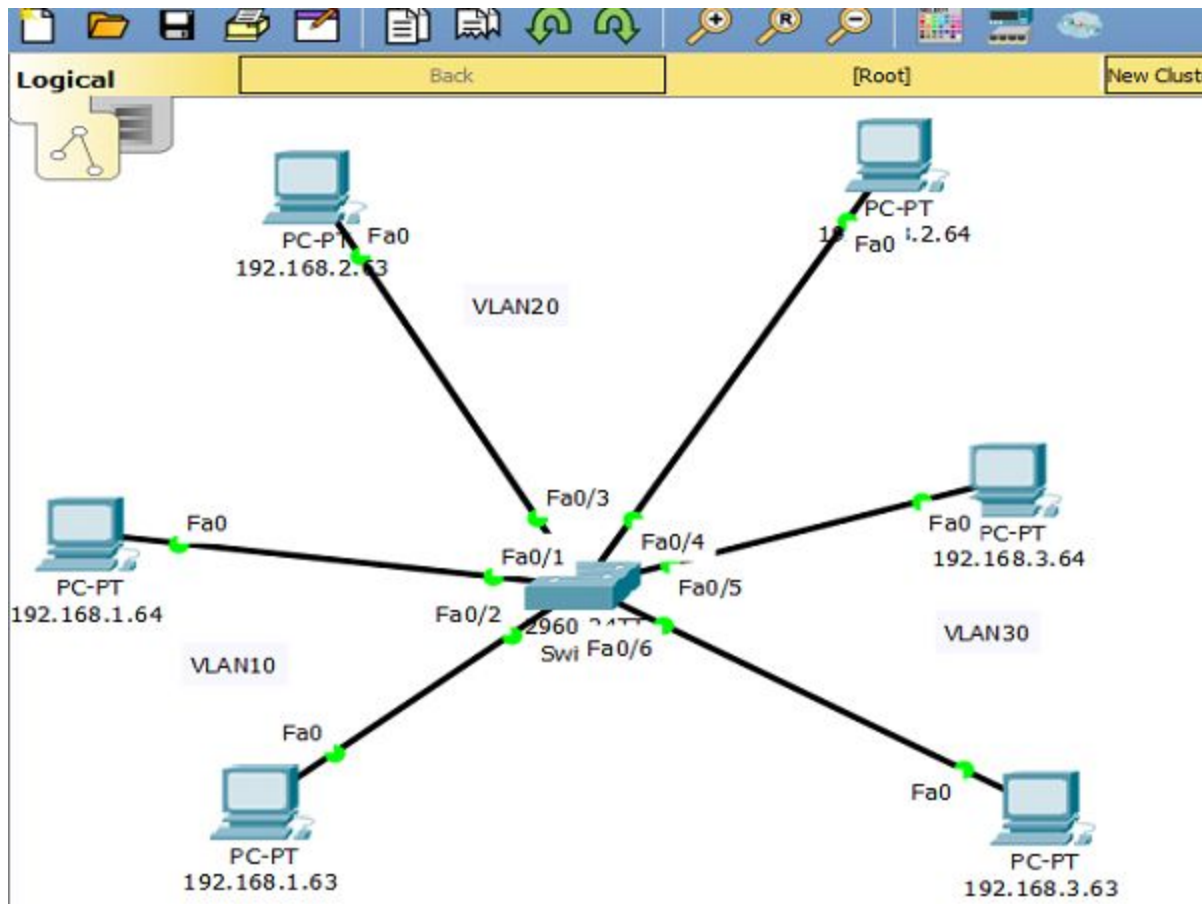 Logical
Back
[Root]
New Clust
PC-PT
Fa0
192.168.2.63
PC-PT
Fa0
.2.64
VLAN20
Fa0/3
Fa0/4
Fa0
Fa0/1
Fa0
PC-PT
192.168.3.64
PC-PT
192.168.1.64
Fa0/5
Fa0/2
2960
Fa0/6
VLAN30
VLAN10
Fa0
PC-PT
192.168.1.63
Fa0
PC-PT
192.168.3.63